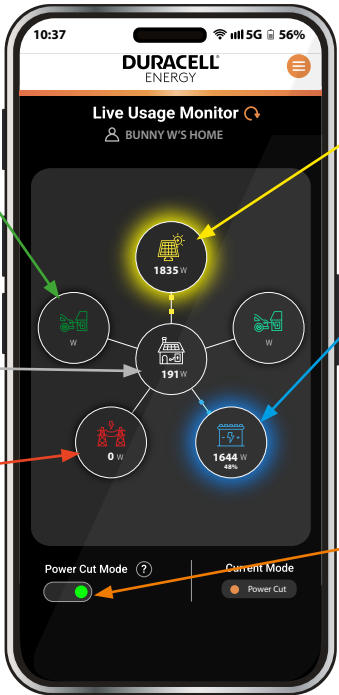 10:37 5G 56%
DURACELL
ENERGY
Live Usage Monitor
BUNNY W'S HOME
1835 W
W
W
191 W
0 W
1644 W
48%
Power Cut Mode ?
Current Mode
Power Cut